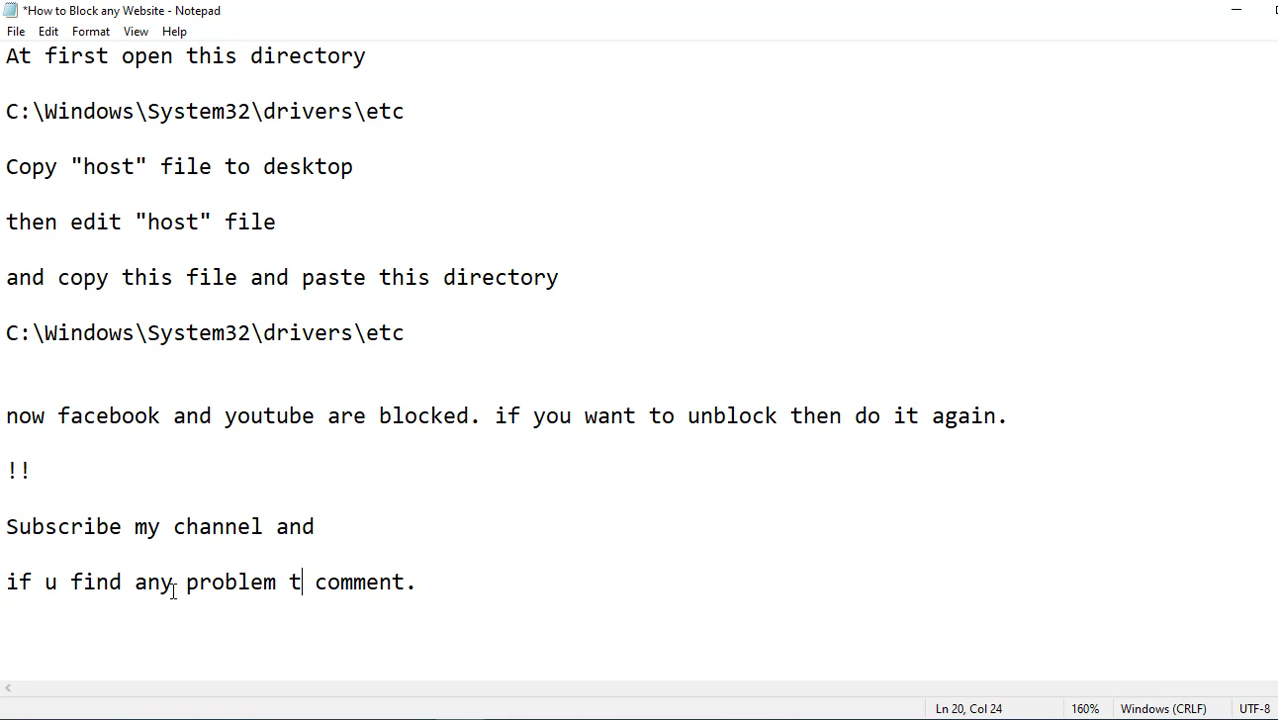 *How to Block any Website - Notepad
File Edit Format View Help
At first open this directory
C:\Windows\System32\drivers\etc
Copy "host" file to desktop
then edit "host" file
and copy this file and paste this directory
C:\Windows\System32\drivers\etc
now facebook and youtube are blocked. if you want to unblock then do it again.
!!
Subscribe my channel and
if u find any problem t comment.
Ln 20, Col 24 160% Windows (CRLF) UTF-8